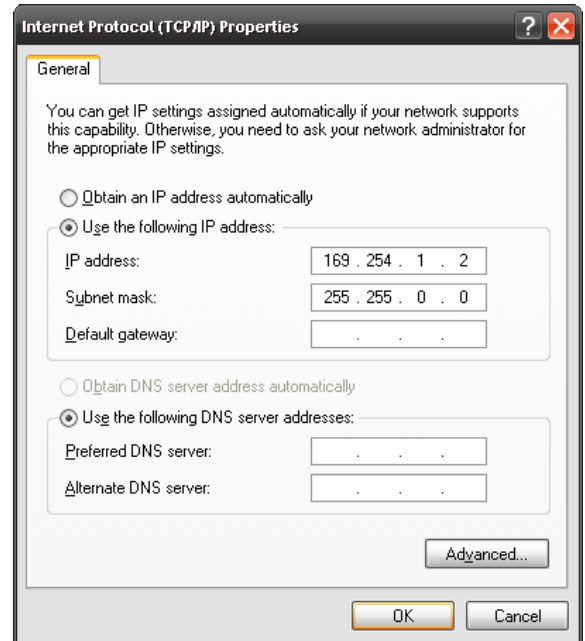 Internet Protocol (TCP/IP) Properties
General
You can get IP settings assigned automatically if your network supports
this capability. Otherwise, you need to ask your network administrator for
the appropriate IP settings.
Obtain an IP address automatically
Use the following IP address:
IP address: 169 . 254 . 1 . 2
Subnet mask: 255 . 255 . 0 . 0
Default gateway: . . .
Obtain DNS server address automatically
Use the following DNS server addresses:
Preferred DNS server: . . .
Alternate DNS server: . . .
Advanced...
OK Cancel